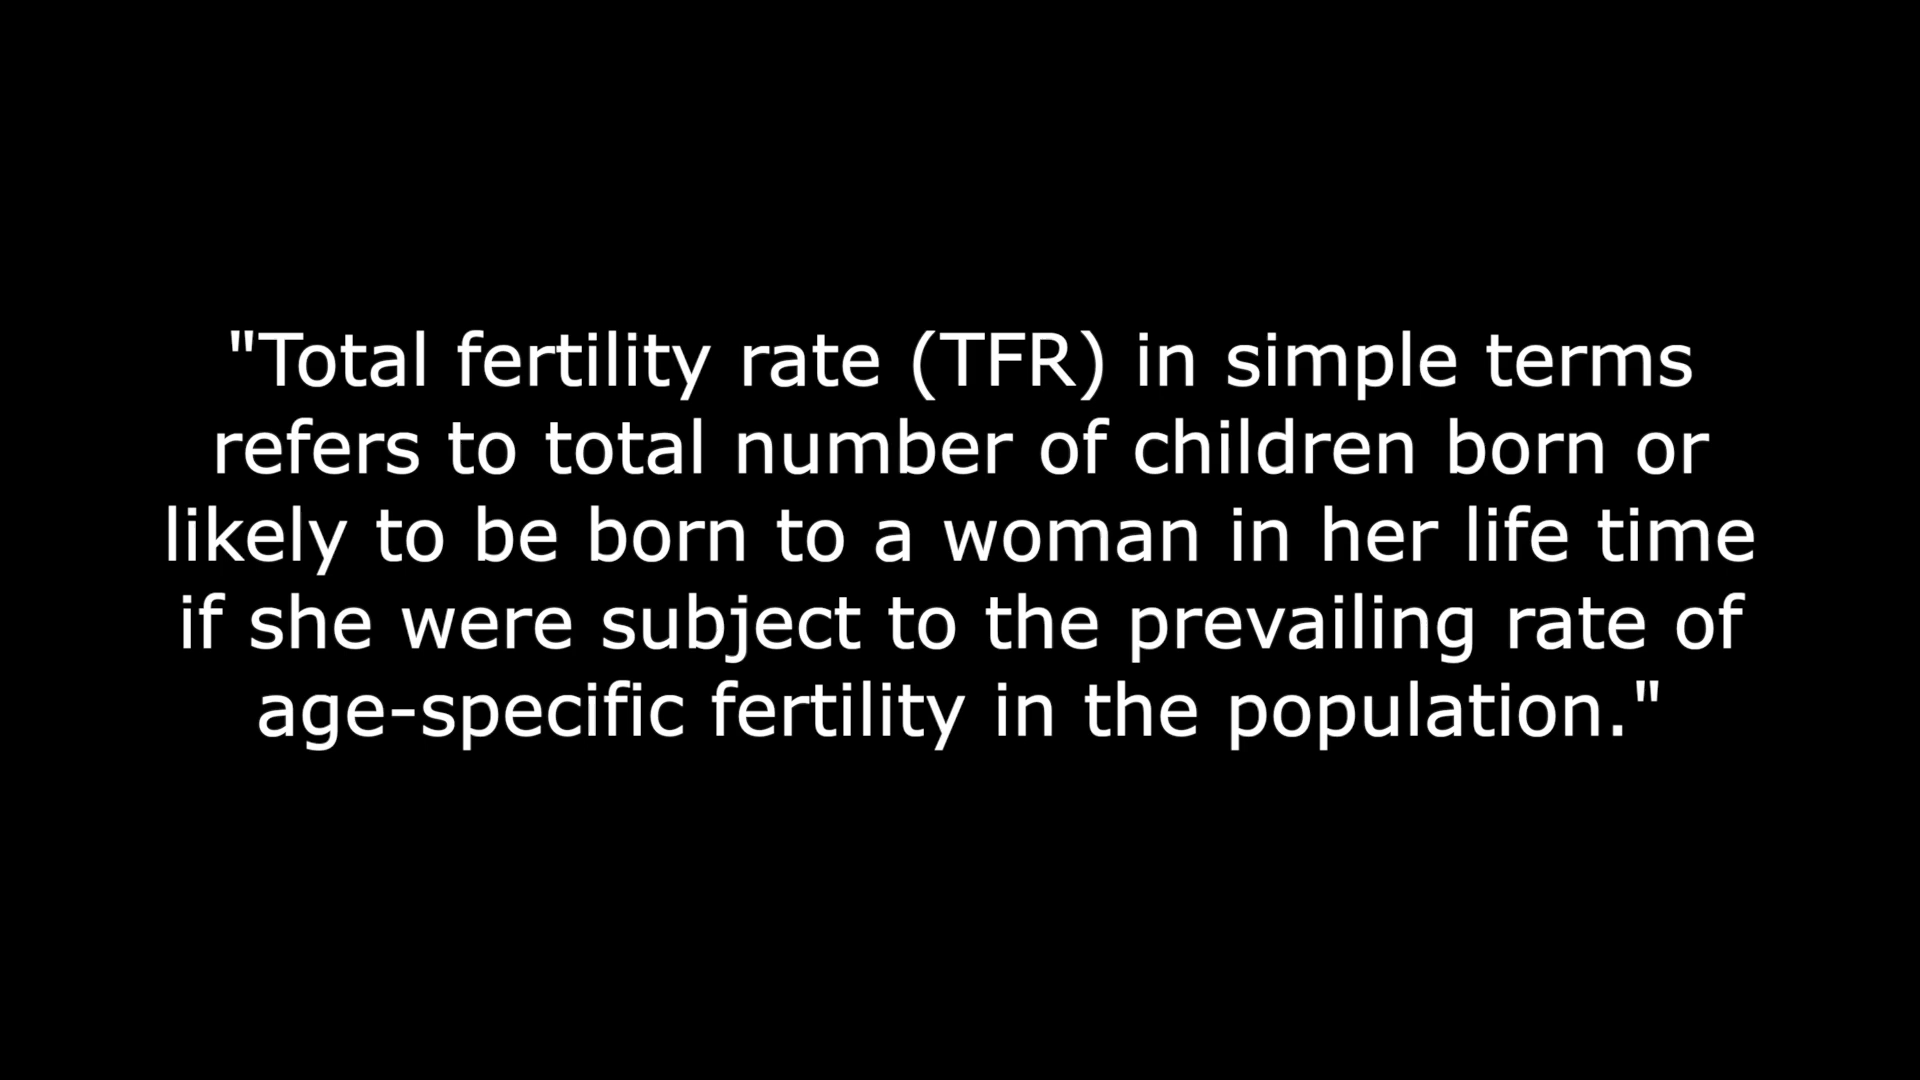 "Total fertility rate (TFR) in simple terms
refers to total number of children born or
likely to be born to a woman in her life time
if she were subject to the prevailing rate of
age-specific fertility in the population."